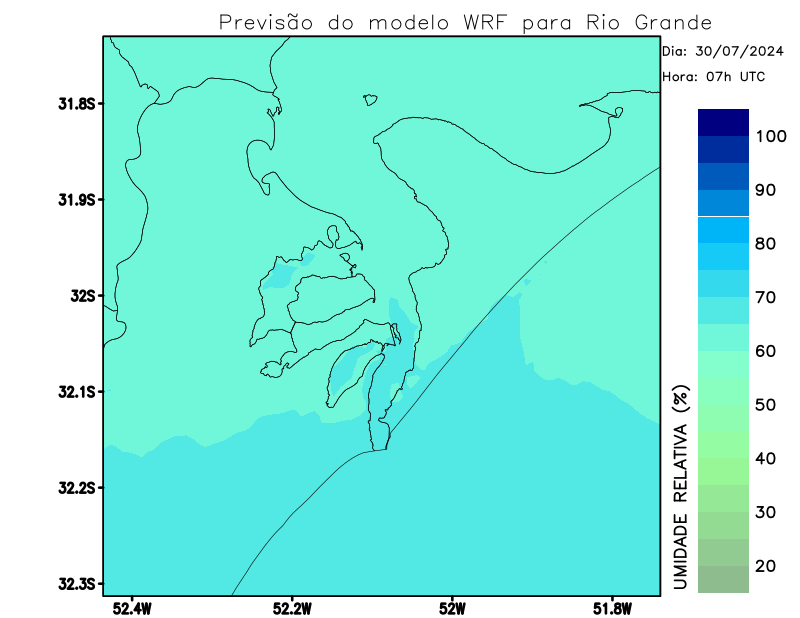 Previsão do modelo WRF para Rio Grande
Dia: 30/07/2024
Hora: 07h UTC
31.8S
31.9S
32S
32.1S
32.2S
32.3S
52.4W
52.2W
52W
51.8W
UMIDADE RELATIVA (%)
100
90
80
70
60
50
40
30
20